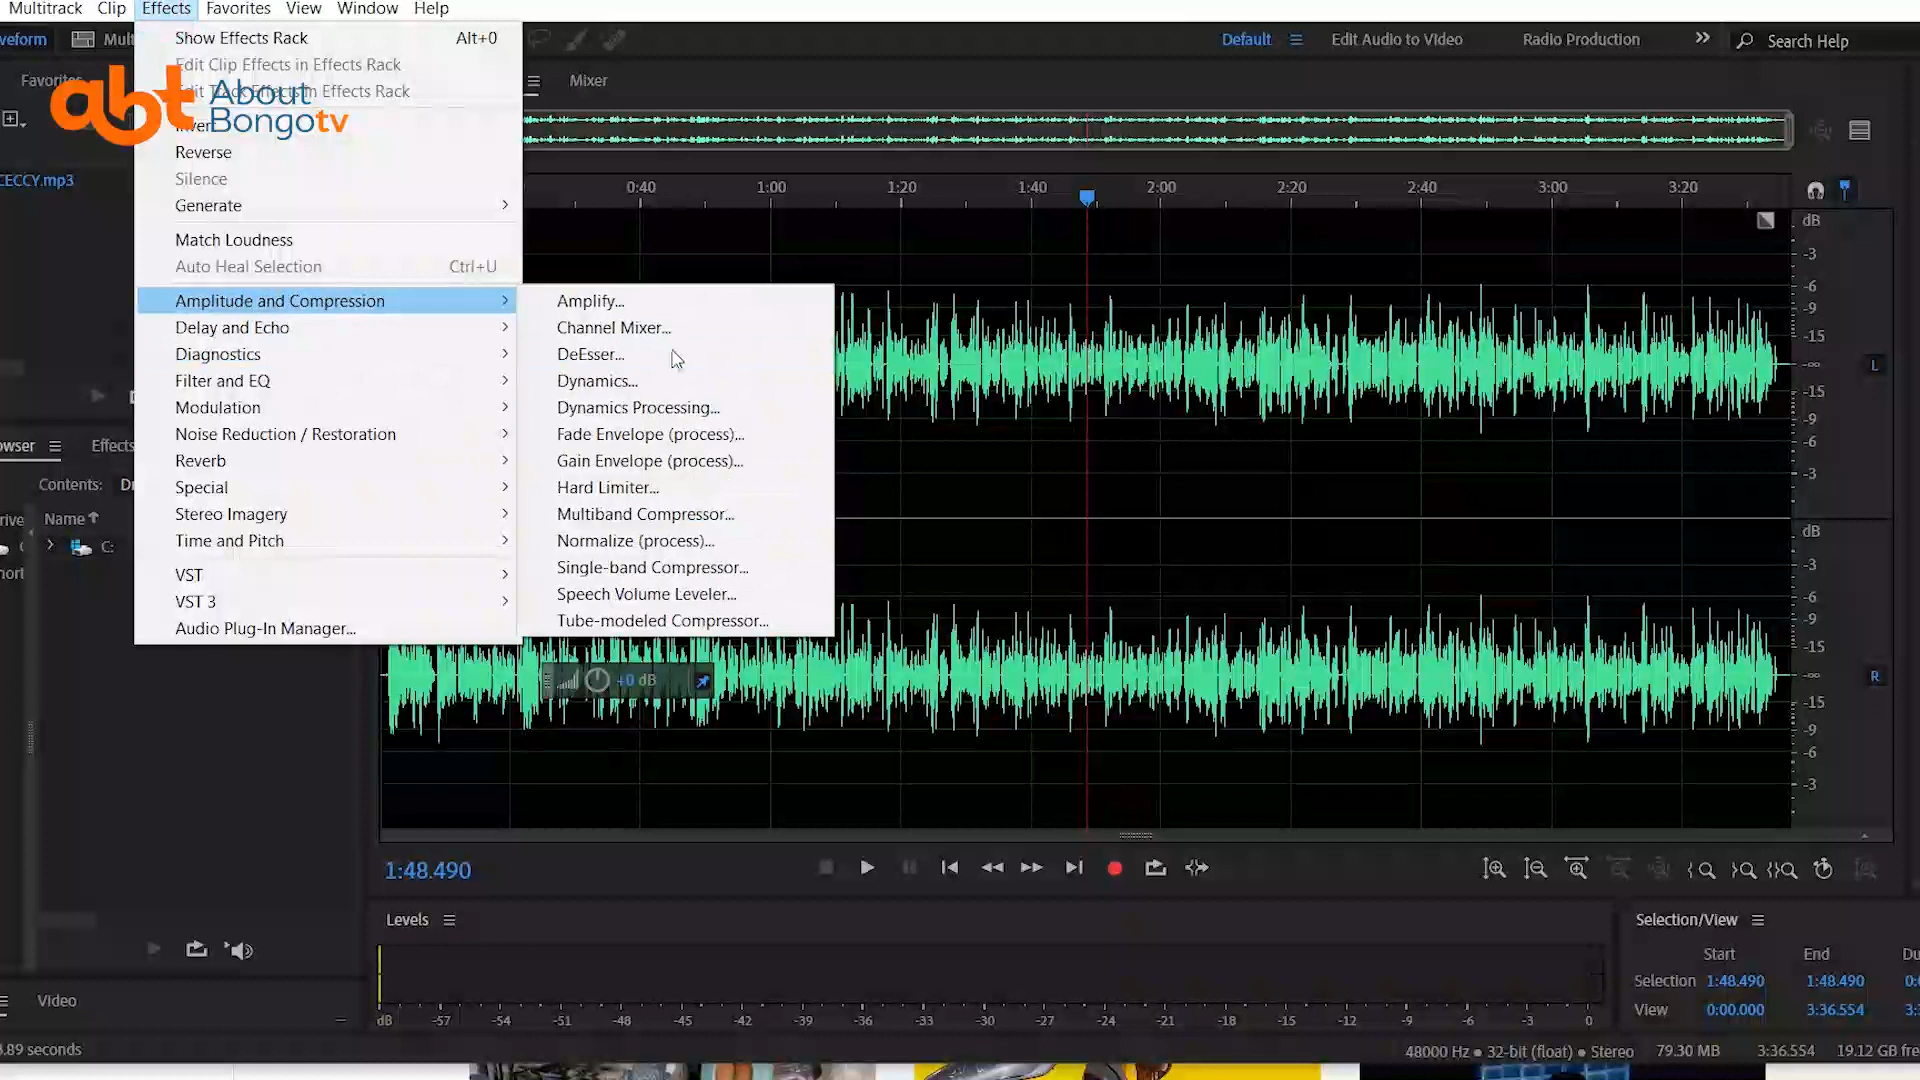 Multitrack Clip Effects Favorites View Window Help
veform
Default Edit Audio to Video Radio Production Search Help
Show Effects Rack Alt+0
Edit Clip Effects in Effects Rack
Edit Track Effects in Effects Rack
Mixer
abt About
Bongotv
Invert
Reverse
Silence
Generate
Match Loudness
Auto Heal Selection Ctrl+U
Amplitude and Compression
Delay and Echo
Diagnostics
Filter and EQ
Modulation
Noise Reduction / Restoration
Reverb
Special
Stereo Imagery
Time and Pitch
VST
VST 3
Audio Plug-In Manager...
Amplify...
Channel Mixer...
DeEsser...
Dynamics...
Dynamics Processing...
Fade Envelope (process)...
Gain Envelope (process)...
Hard Limiter...
Multiband Compressor...
Normalize (process)...
Single-band Compressor...
Speech Volume Leveler...
Tube-modeled Compressor...
CECCY.mp3
0:40 1:00 1:20 1:40 2:00 2:20 2:40 3:00 3:20
dB
-3
-6
-9
-15
-∞
-15
-9
-6
-3
L
dB
-3
-6
-9
-15
-∞
-15
-9
-6
-3
R
owser Effects
Contents:
Name
C:
+0 dB
1:48.490
Levels
dB -57 -54 -51 -48 -45 -42 -39 -36 -33 -30 -27 -24 -21 -18 -15 -12 -9 -6 -3 0
Selection/View
Start End
Selection 1:48.490 1:48.490
View 0:00.000 3:36.554
Video
.89 seconds
48000 Hz • 32-bit (float) • Stereo 79.30 MB 3:36.554 19.12 GB fre